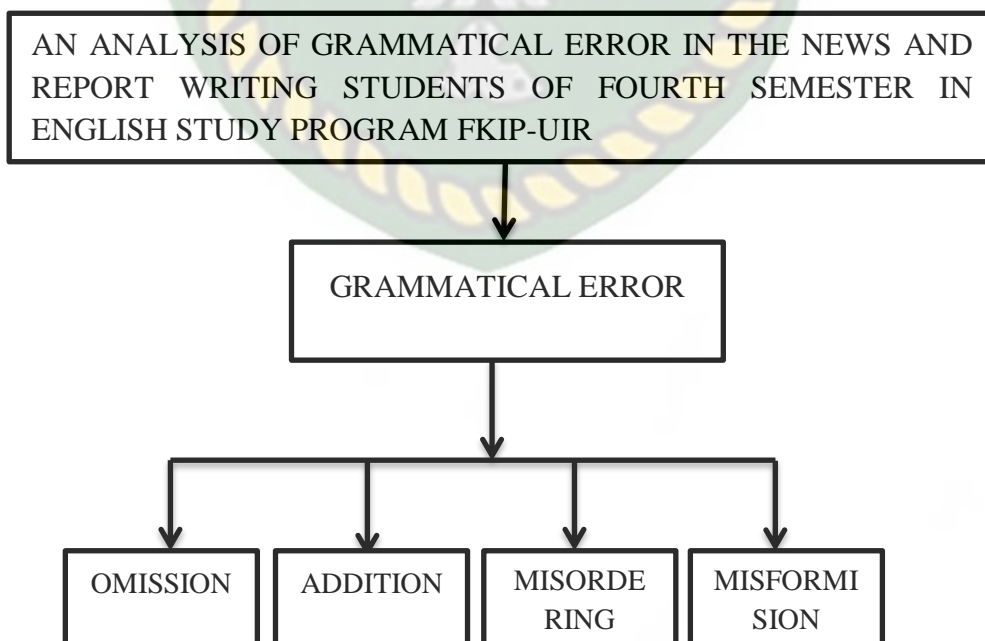 AN ANALYSIS OF GRAMMATICAL ERROR IN THE NEWS AND
REPORT WRITING STUDENTS OF FOURTH SEMESTER IN
ENGLISH STUDY PROGRAM FKIP-UIR
GRAMMATICAL ERROR
OMISSION
ADDITION
MISORDE
RING
MISFORMI
SION